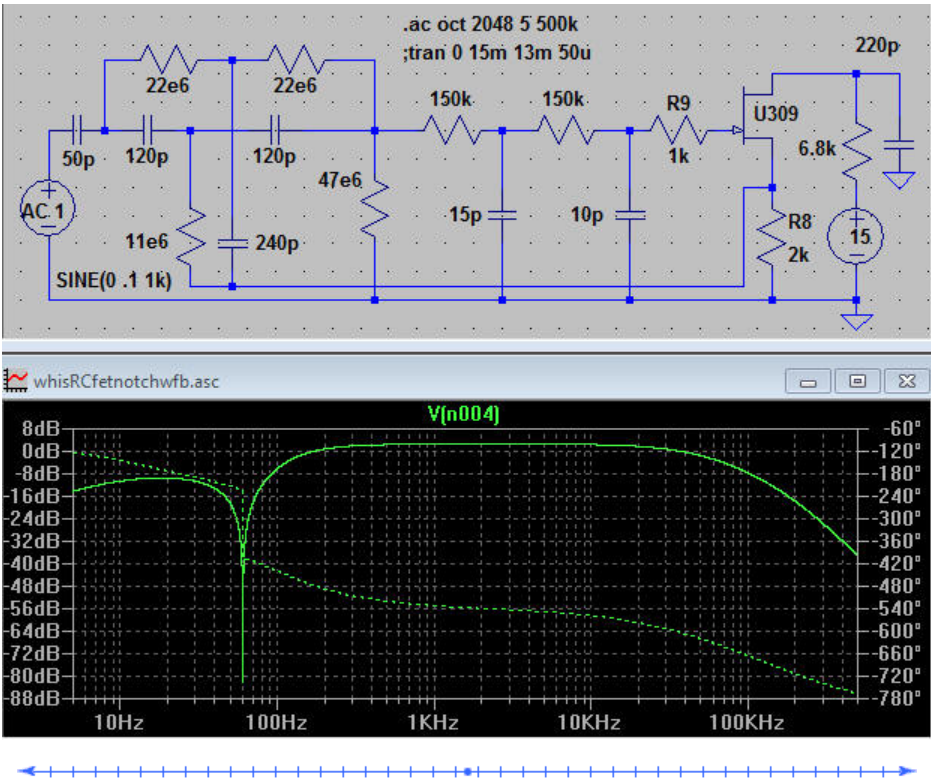 .ac oct 2048 5 500k
;tran 0 15m 13m 50u
220p
22e6
22e6
150k
150k
R9
U309
50p
120p
120p
1k
6.8k
47e6
+
AC 1
11e6
240p
15p
10p
R8
2k
+
15
SINE(0 .1 1k)
whisRCfetnotchwfb.asc
V(n004)
8dB -60°
0dB -120°
-8dB -180°
-16dB -240°
-24dB -300°
-32dB -360°
-40dB -420°
-48dB -480°
-56dB -540°
-64dB -600°
-72dB -660°
-80dB -720°
-88dB -780°
10Hz 100Hz 1KHz 10KHz 100KHz